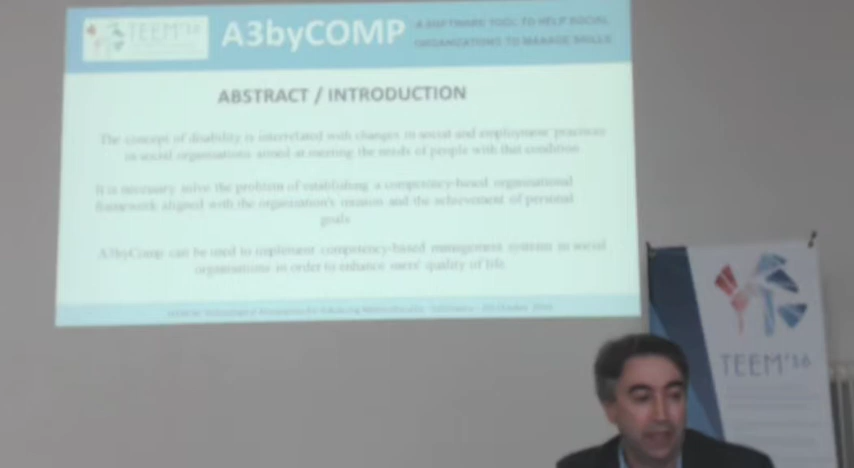 TEEM'16
A3byCOMP
A SOFTWARE TOOL TO HELP SOCIAL
ORGANIZATIONS TO MANAGE SKILLS
ABSTRACT / INTRODUCTION
The concept of disability is interrelated with changes in social and employment practices
in social organisations aimed at meeting the needs of people with that condition
It is necessary solve the problem of establishing a competency-based organisational
framework aligned with the organisation's mission and the achievement of personal
goals
A3byComp can be used to implement competency-based management systems in social
organisations in order to enhance users' quality of life
TEEM'16